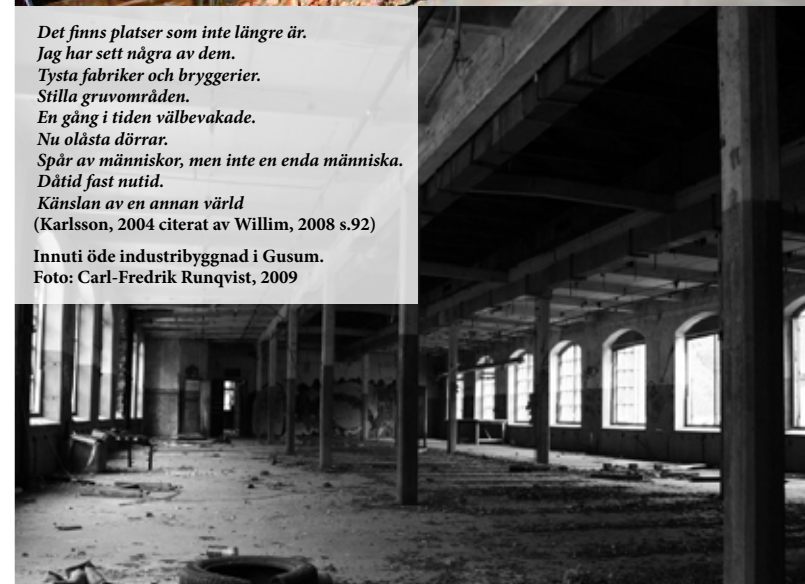 Det finns platser som inte längre är.
Jag har sett några av dem.
Tysta fabriker och bryggerier.
Stilla gruvområden.
En gång i tiden välbevakade.
Nu olåsta dörrar.
Spår av människor, men inte en enda människa.
Dåtid fast nutid.
Känslan av en annan värld
(Karlsson, 2004 citerat av Willim, 2008 s.92)
Innuti öde industribyggnad i Gusum.
Foto: Carl-Fredrik Runqvist, 2009